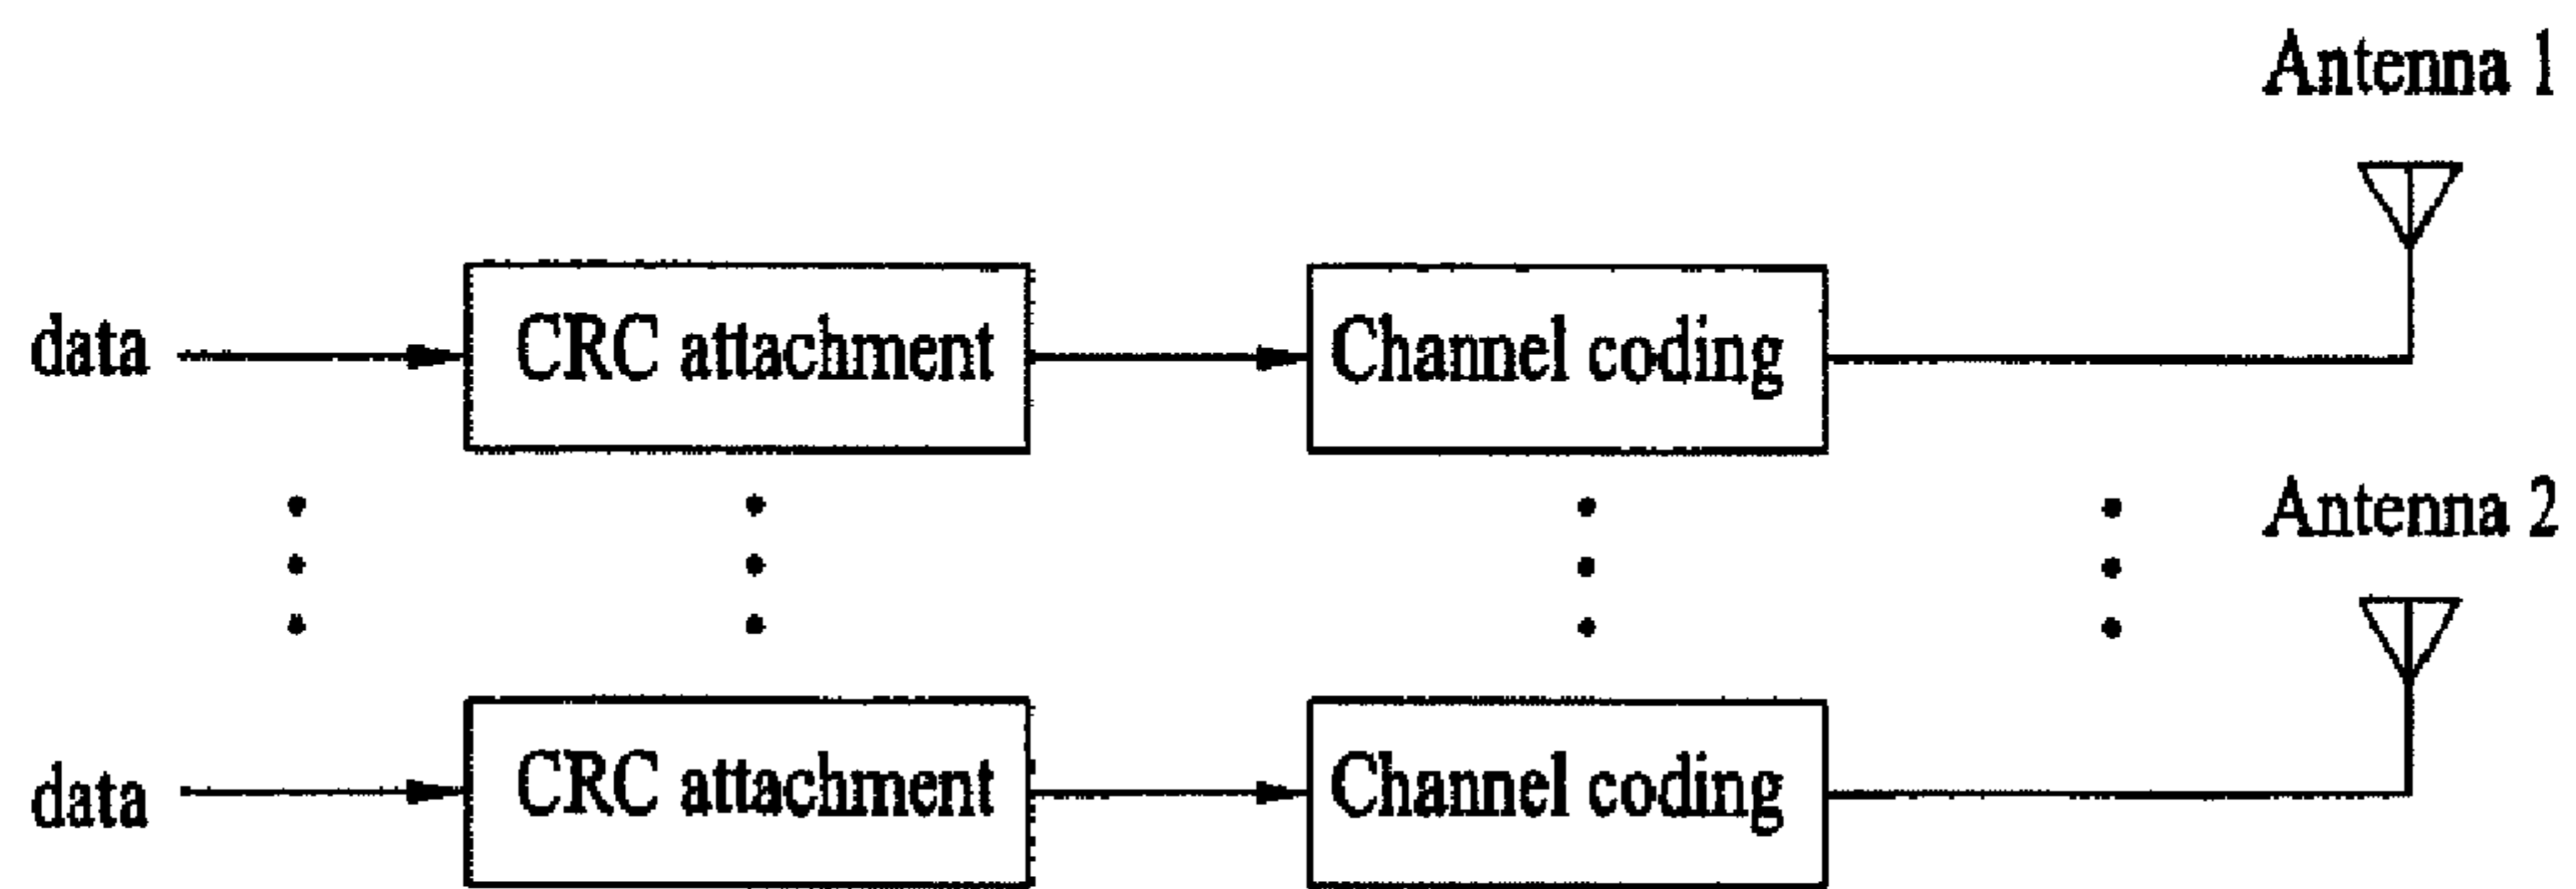 Antenna 1
data
CRC attachment
Channel coding
Antenna 2
data
CRC attachment
Channel coding